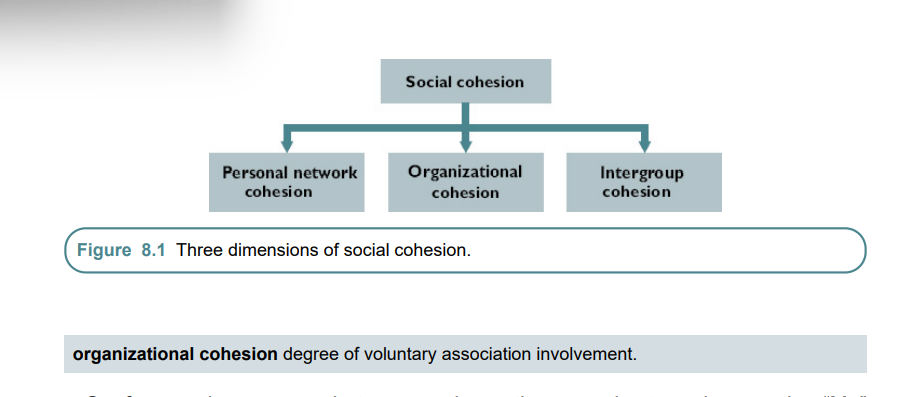 Social cohesion
Personal network
cohesion
Organizational
cohesion
Intergroup
cohesion
Figure 8.1 Three dimensions of social cohesion.
organizational cohesion degree of voluntary association involvement.